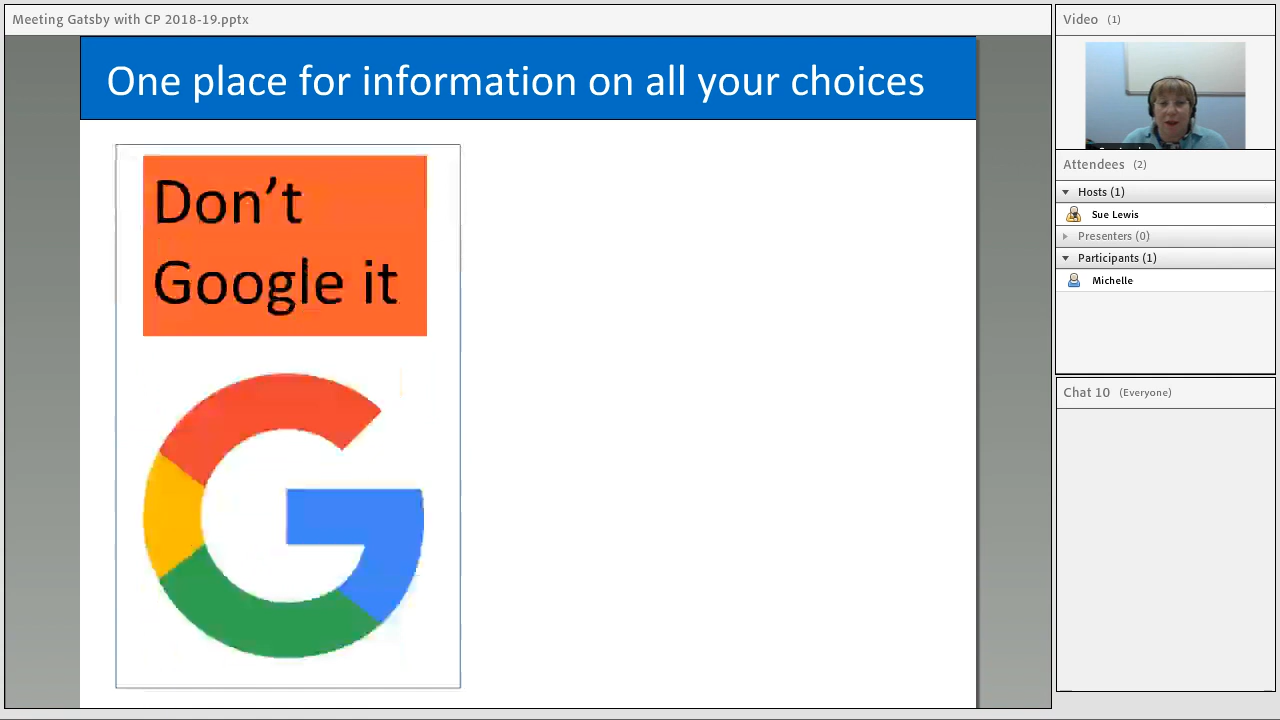 Meeting Gatsby with CP 2018-19.pptx
One place for information on all your choices
Don't
Google it
G
Video (1)
Attendees (2)
Hosts (1)
Sue Lewis
Presenters (0)
Participants (1)
Michelle
Chat 10 (Everyone)